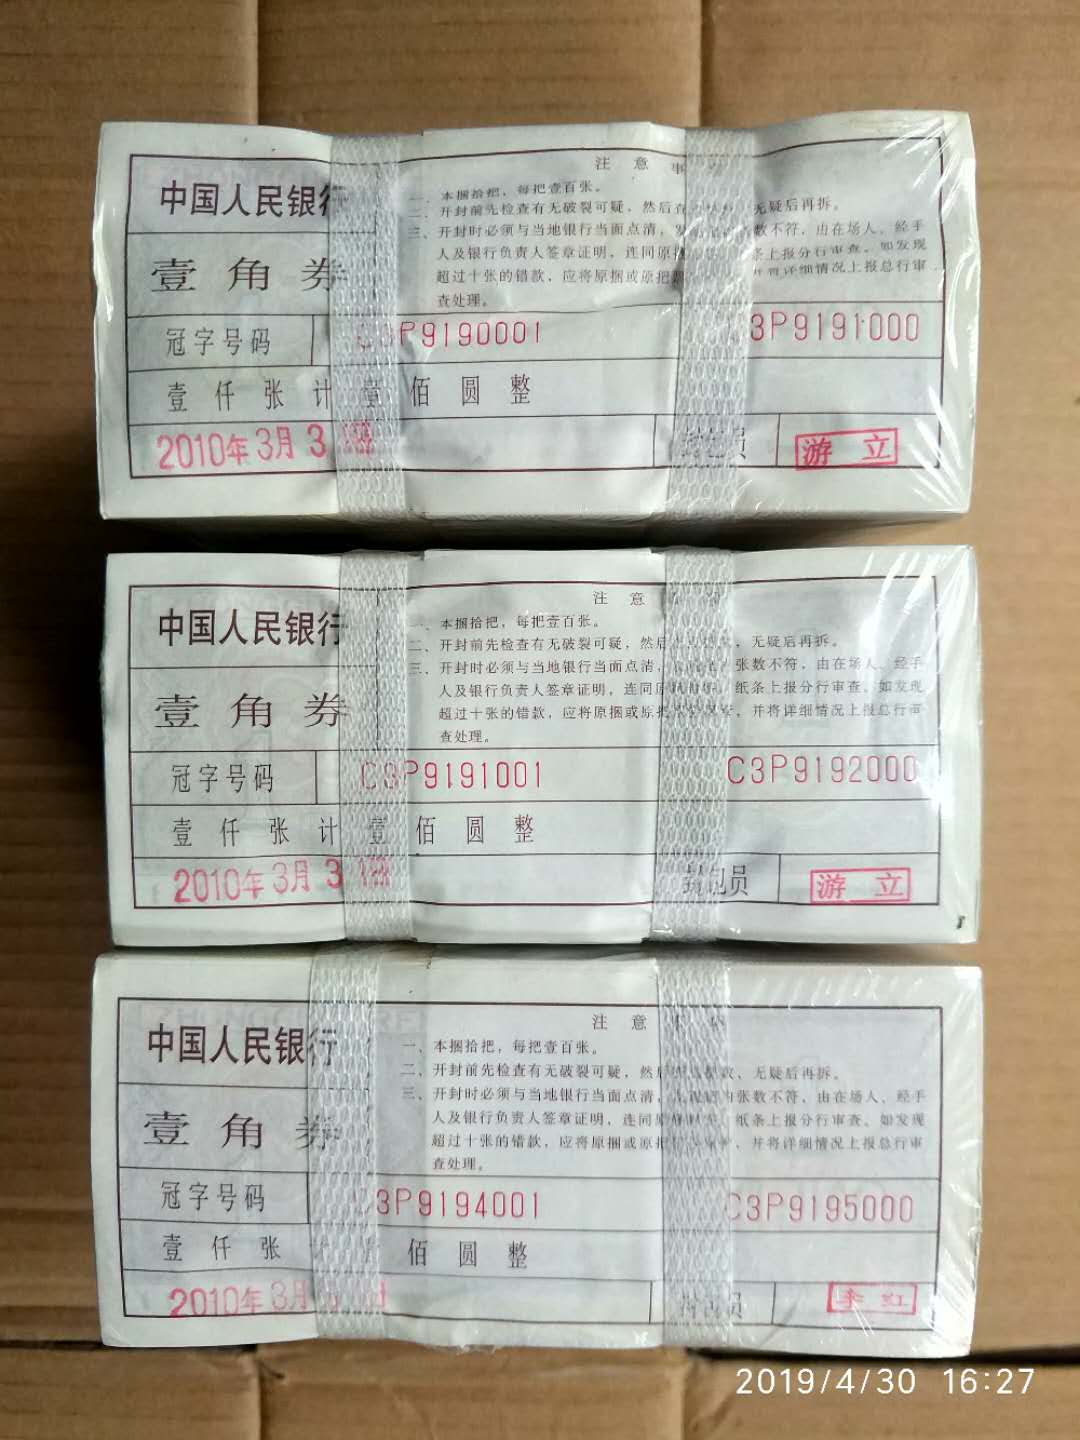 中国人民银行
壹角券
注意事
一、本捆拾把，每把壹百张。
二、开封前先检查有无破裂可疑，然后 无疑后再拆。
三、开封时必须与当地银行当面点清， 数不符，由在场人、经手
人及银行负责人签章证明，连同原 条上报分行审查。如发现
超过十张的错款，应将原捆或原把 并将详细情况上报总行审
查处理。
冠字号码 C3P9190001 C3P9191000
壹仟张计壹佰圆整
2010年3月3 封包员 游立
中国人民银行
壹角券
注意
一、本捆拾把，每把壹百张。
二、开封前先检查有无破裂可疑，然后 、无疑后再拆。
三、开封时必须与当地银行当面点清， 张数不符，由在场人、经手
人及银行负责人签章证明，连同原 纸条上报分行审查。如发现
超过十张的错款，应将原捆或原把 ，并将详细情况上报总行审
查处理。
冠字号码 C3P9191001 C3P9192000
壹仟张计壹佰圆整
2010年3月3 封包员 游立
中国人民银行
壹角券
注意
一、本捆拾把，每把壹百张。
二、开封前先检查有无破裂可疑，然后 、无疑后再拆。
三、开封时必须与当地银行当面点清， 张数不符，由在场人、经手
人及银行负责人签章证明，连同原 纸条上报分行审查。如发现
超过十张的错款，应将原捆或原把 ，并将详细情况上报总行审
查处理。
冠字号码 3P9194001 C3P9195000
壹仟张 佰圆整
2010年3月 封包员 李红
2019/4/30 16:27